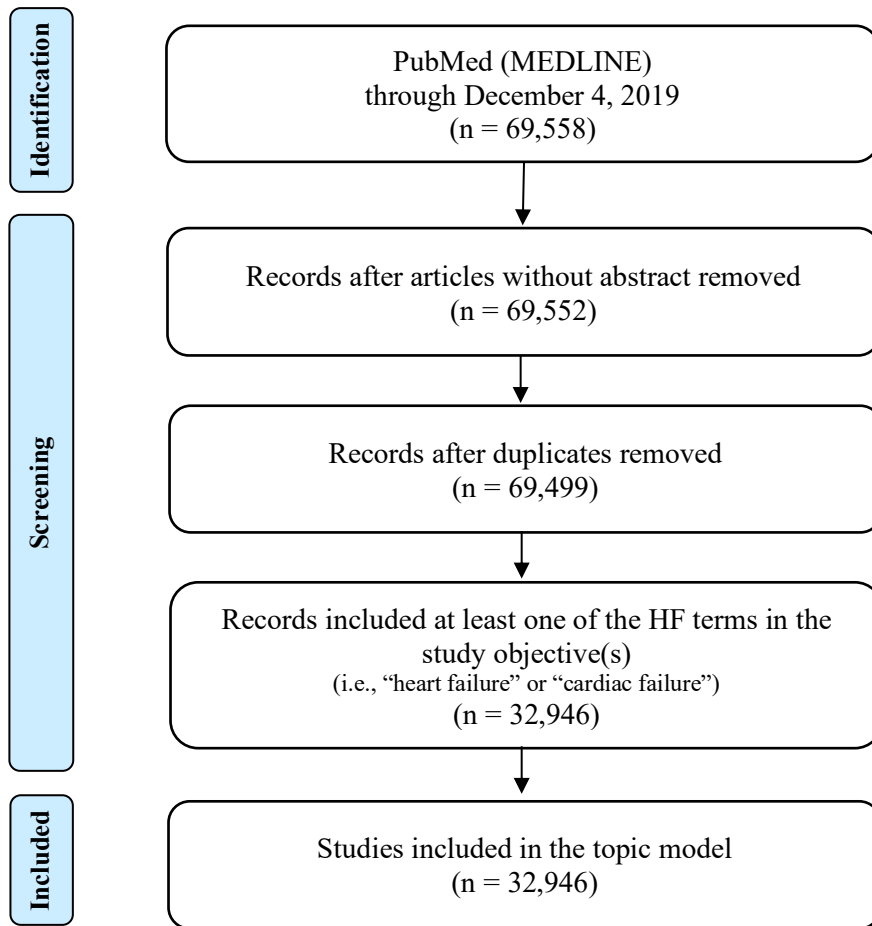 Identification
PubMed (MEDLINE)
through December 4, 2019
(n = 69,558)
Screening
Records after articles without abstract removed
(n = 69,552)
Records after duplicates removed
(n = 69,499)
Records included at least one of the HF terms in the
study objective(s)
(i.e., “heart failure” or “cardiac failure”)
(n = 32,946)
Included
Studies included in the topic model
(n = 32,946)